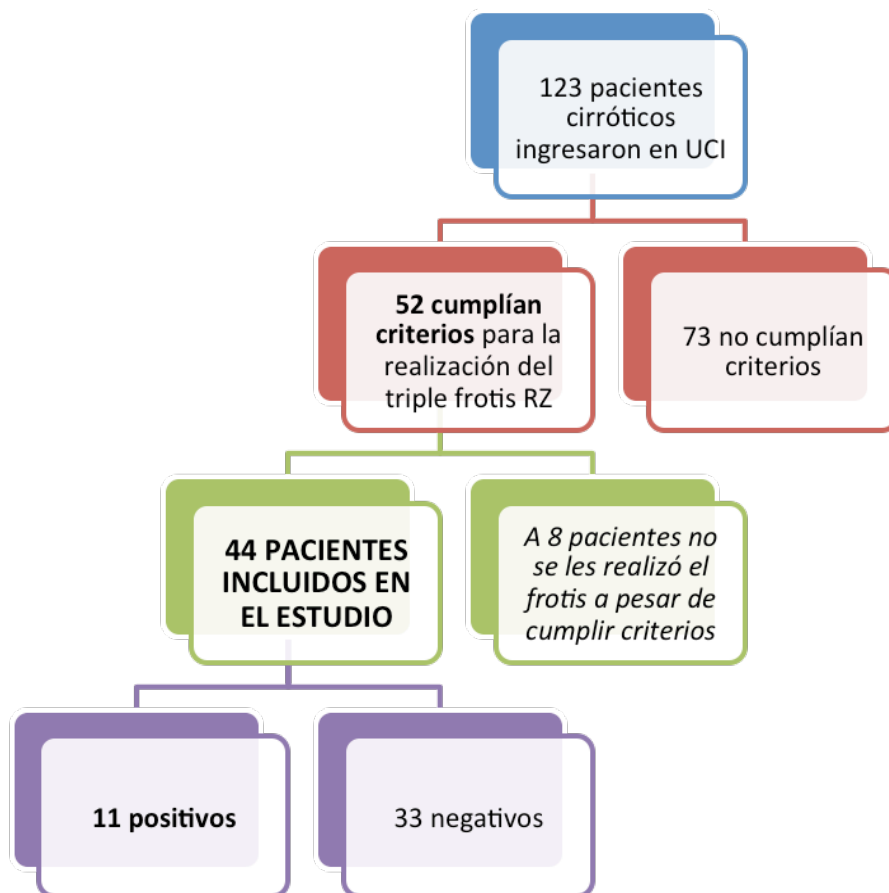 123 pacientes
cirróticos
ingresaron en UCI
52 cumplían
criterios para la
realización del
triple frotis RZ
73 no cumplían
criterios
44 PACIENTES
INCLUIDOS EN
EL ESTUDIO
A 8 pacientes no
se les realizó el
frotis a pesar de
cumplir criterios
11 positivos
33 negativos